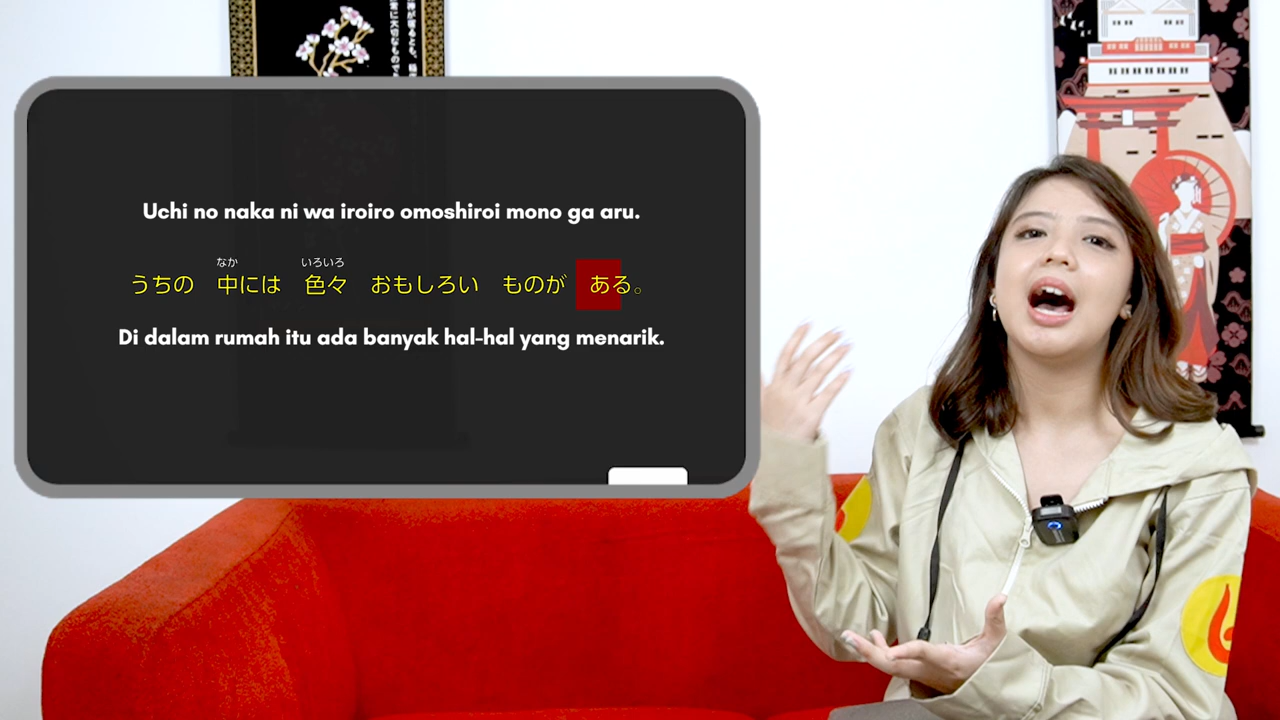 Uchi no naka ni wa iroiro omoshiroi mono ga aru.
なか いろいろ
うちの 中には 色々 おもしろい ものが ある。
Di dalam rumah itu ada banyak hal-hal yang menarik.